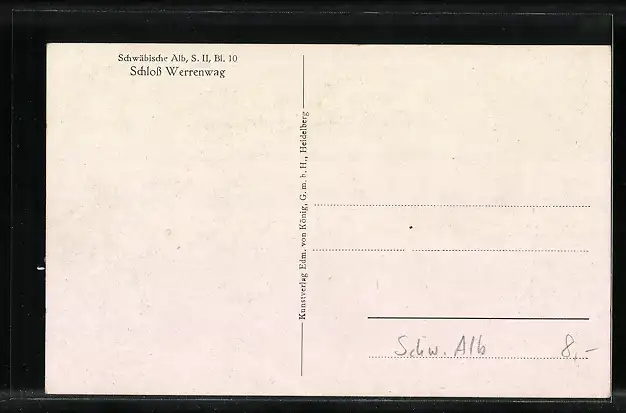 Schwäbische Alb, S. II, Bl. 10
Schloß Werrenwag
Kunstverlag Edm. von König, G. m. b. H., Heidelberg
Schw. Alb 8,-